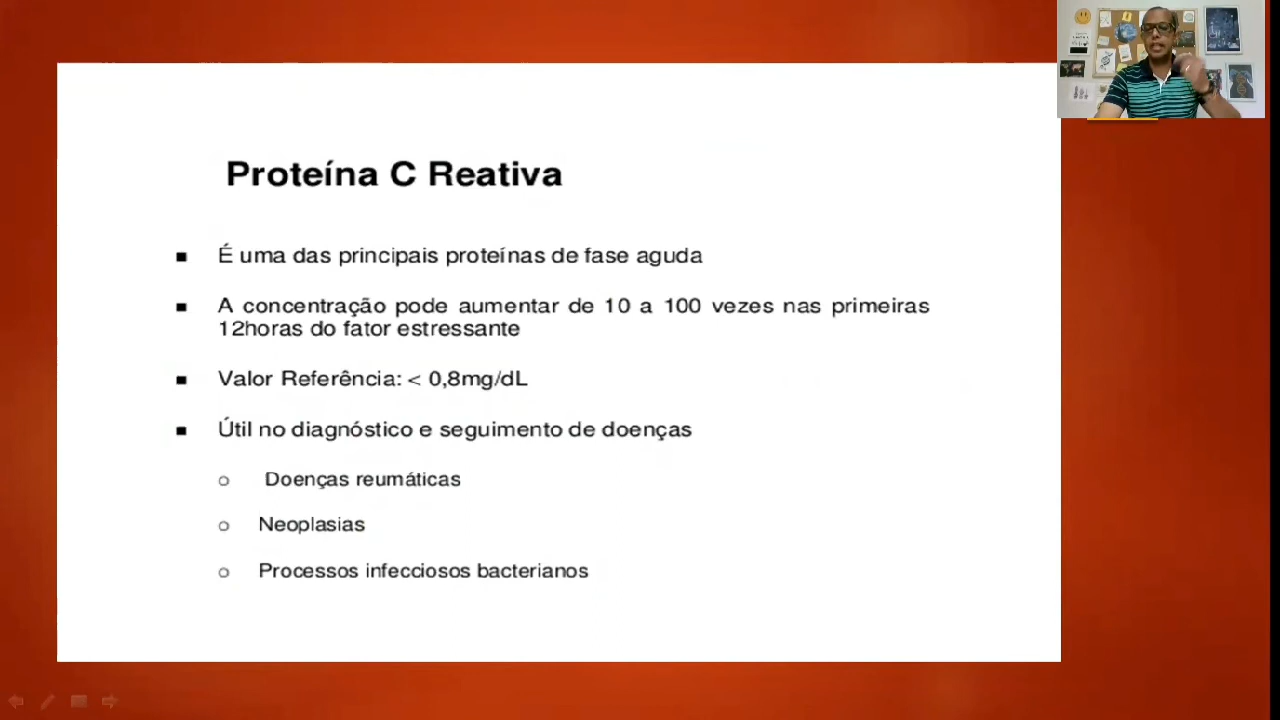 Proteína C Reativa
É uma das principais proteínas de fase aguda
A concentração pode aumentar de 10 a 100 vezes nas primeiras
12horas do fator estressante
Valor Referência: < 0,8mg/dL
Útil no diagnóstico e seguimento de doenças
Doenças reumáticas
Neoplasias
Processos infecciosos bacterianos